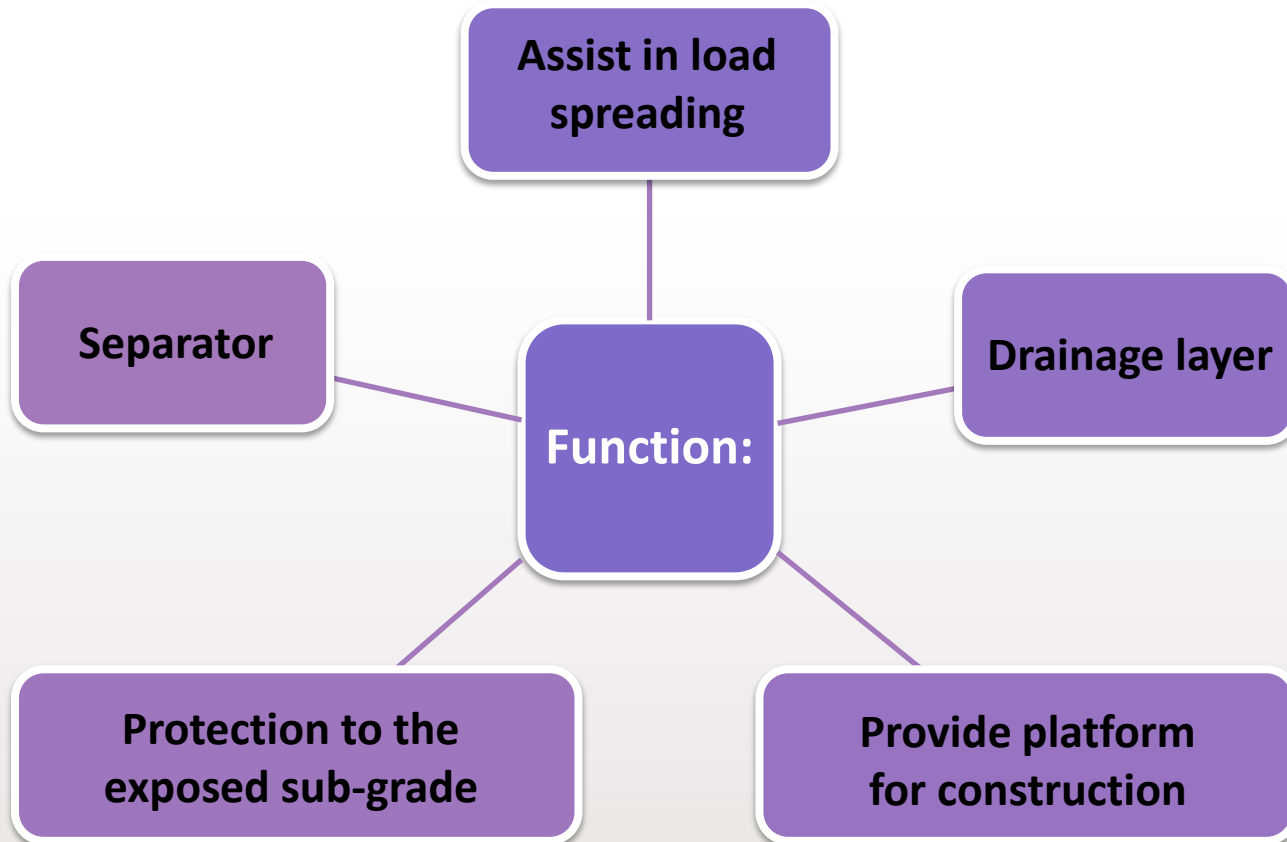 Assist in load
spreading
Separator
Drainage layer
Function:
Protection to the
exposed sub-grade
Provide platform
for construction